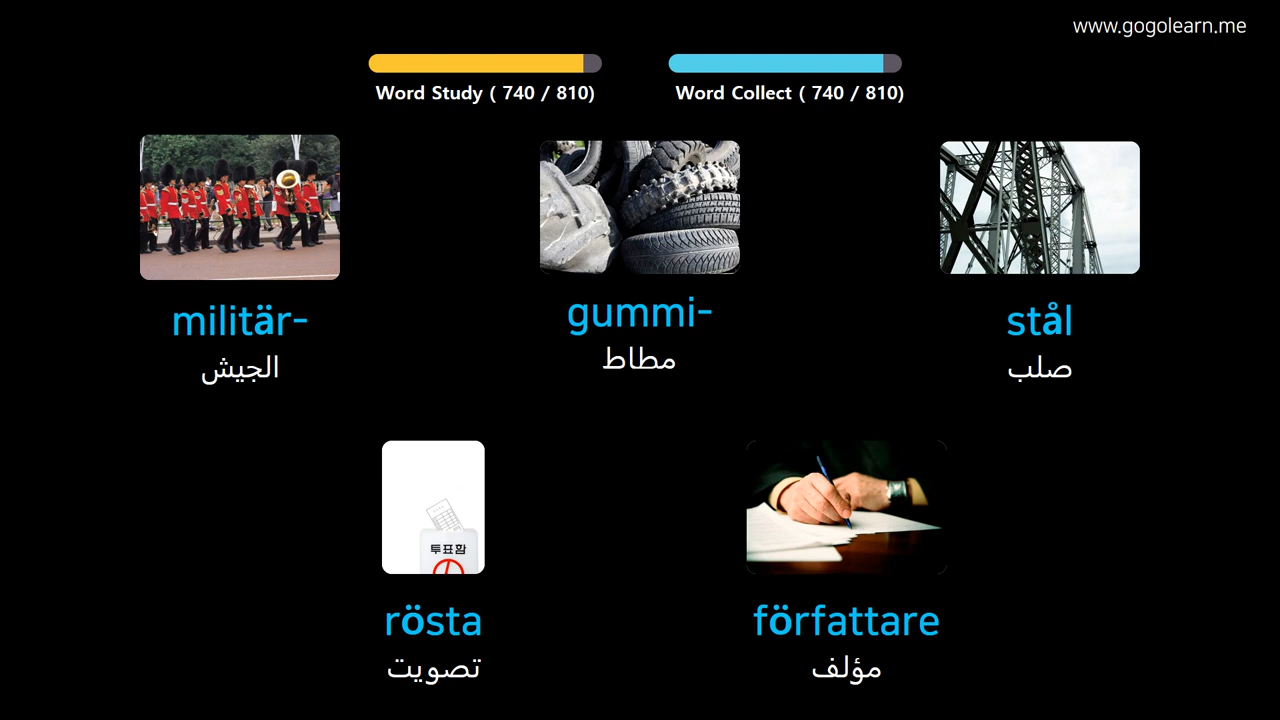 www.gogolearn.me
Word Study ( 740 / 810)
Word Collect ( 740 / 810)
militär-
الجيش
gummi-
مطاط
stål
صلب
투표함
rösta
تصويت
författare
مؤلف